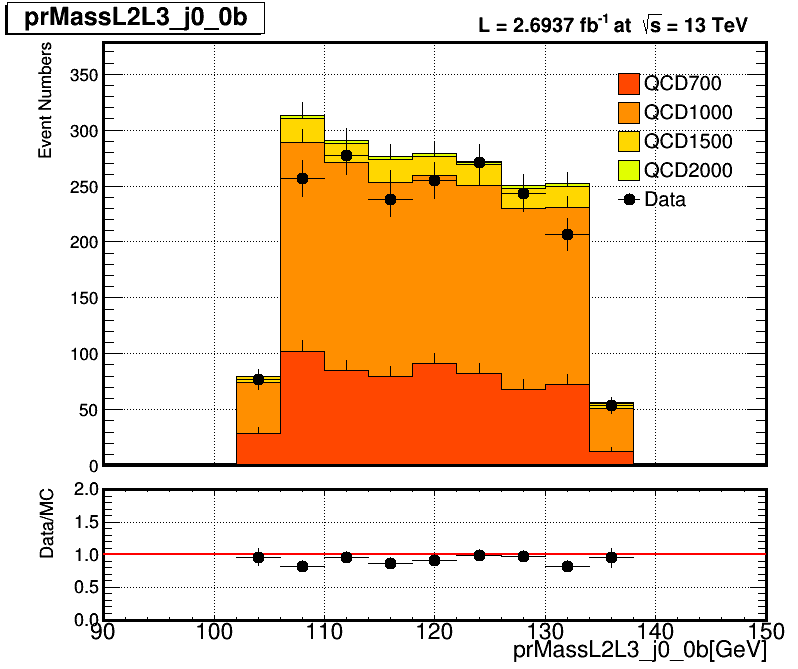 prMassL2L3_j0_0b
L = 2.6937 fb-1 at √s = 13 TeV
Event Numbers
350
300
250
200
150
100
50
0
QCD700
QCD1000
QCD1500
QCD2000
Data
Data/MC
2.0
1.5
1.0
0.5
0.0
90 100 110 120 130 140 150
prMassL2L3_j0_0b[GeV]